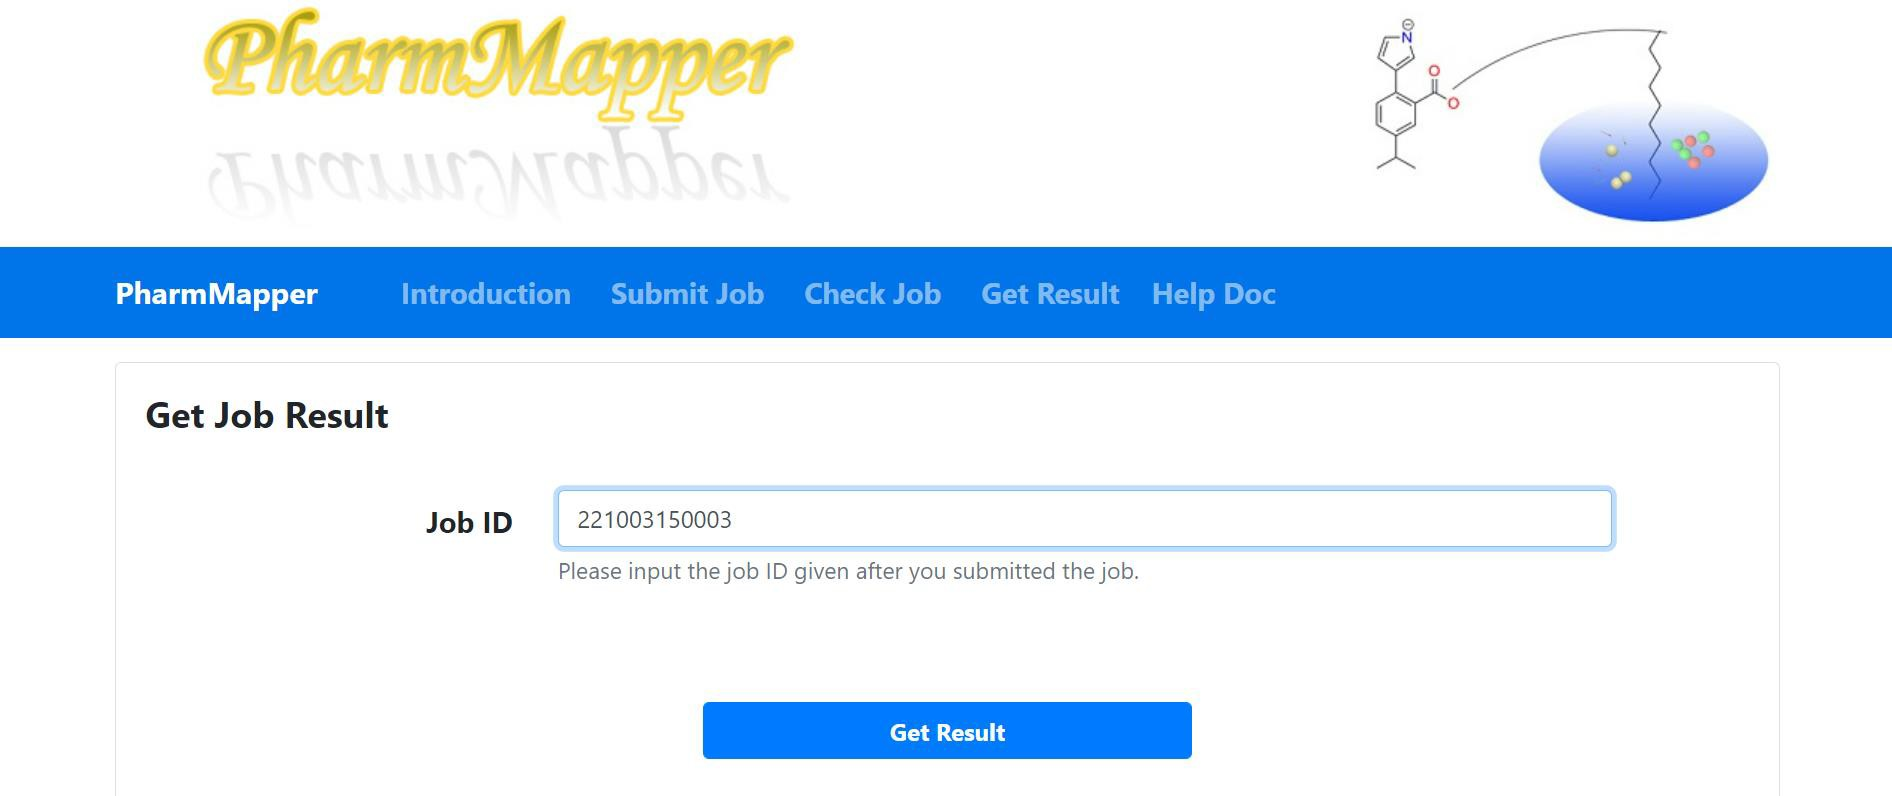 PharmMapper
N
O
O
PharmMapper Introduction Submit Job Check Job Get Result Help Doc
Get Job Result
Job ID 221003150003
Please input the job ID given after you submitted the job.
Get Result